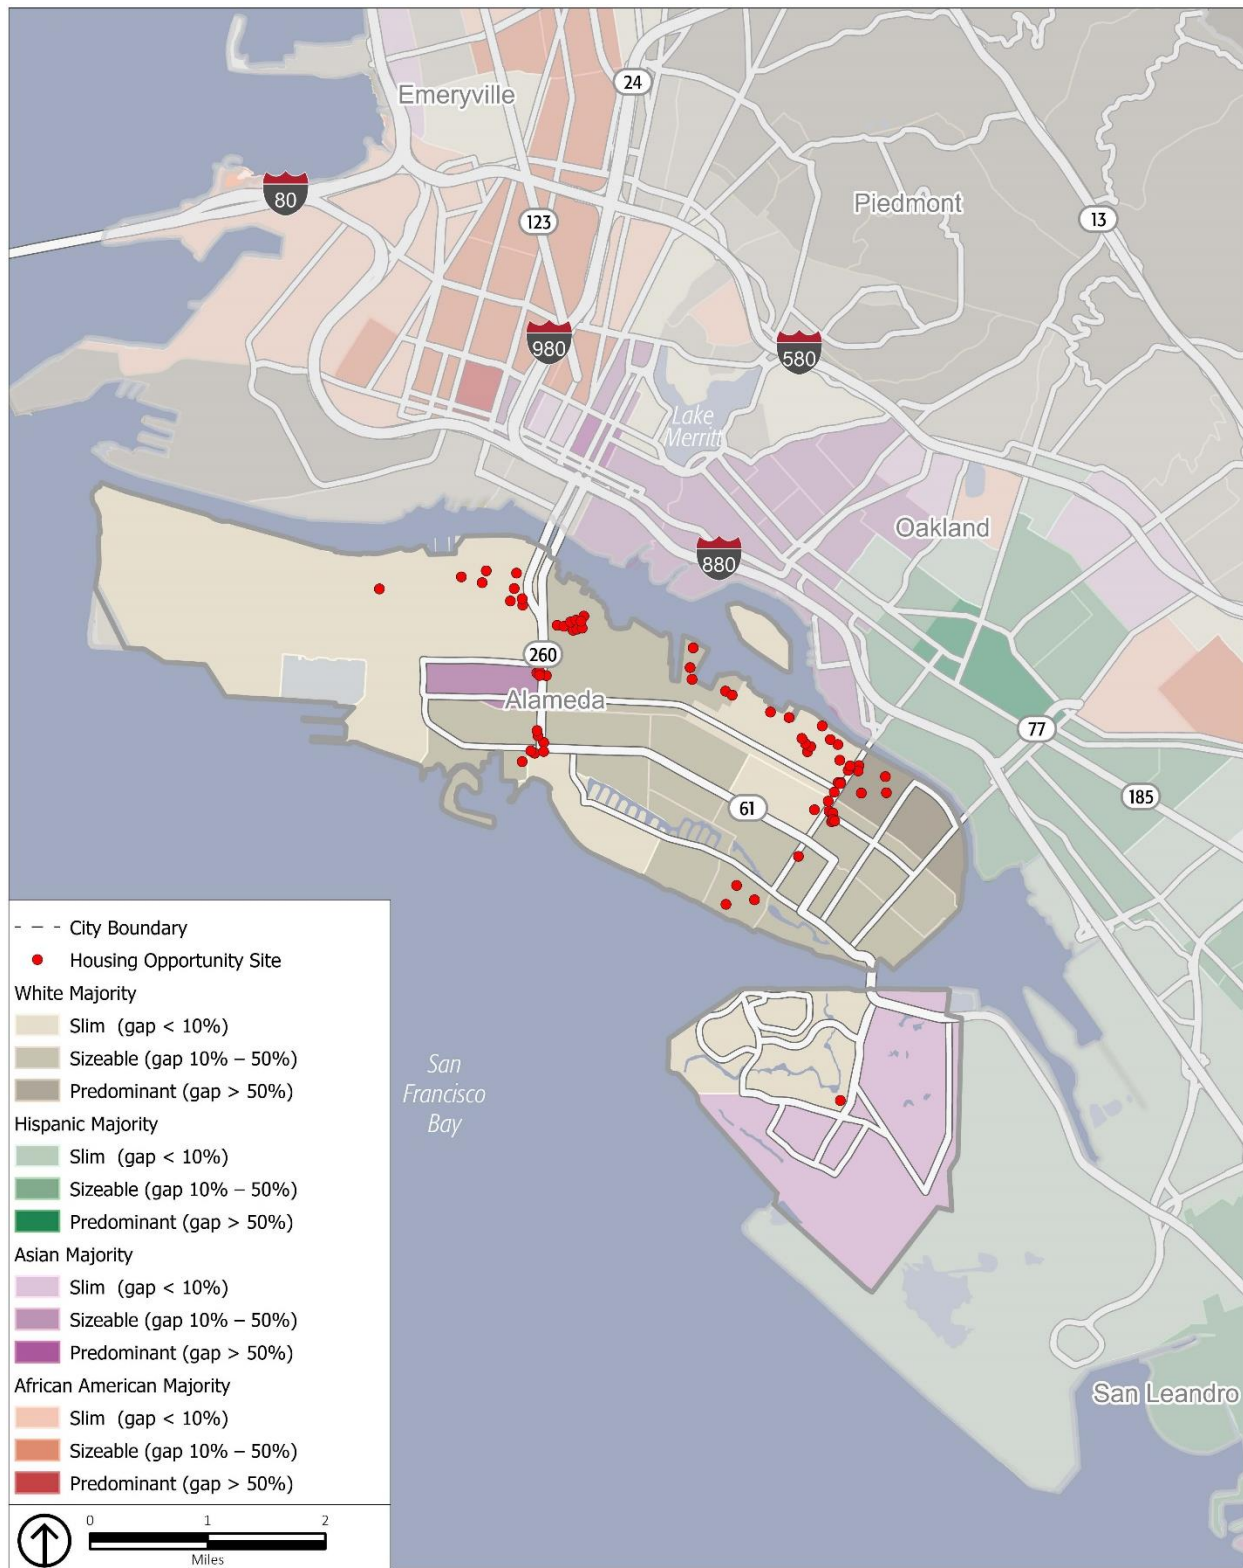 Emeryville
24
80
123
Piedmont
13
980
580
Lake
Merritt
Oakland
880
260
Alameda
77
61
185
San
Francisco
Bay
San Leandro
City Boundary
Housing Opportunity Site
White Majority
Slim (gap < 10%)
Sizeable (gap 10% – 50%)
Predominant (gap > 50%)
Hispanic Majority
Slim (gap < 10%)
Sizeable (gap 10% – 50%)
Predominant (gap > 50%)
Asian Majority
Slim (gap < 10%)
Sizeable (gap 10% – 50%)
Predominant (gap > 50%)
African American Majority
Slim (gap < 10%)
Sizeable (gap 10% – 50%)
Predominant (gap > 50%)
0 1 2
Miles